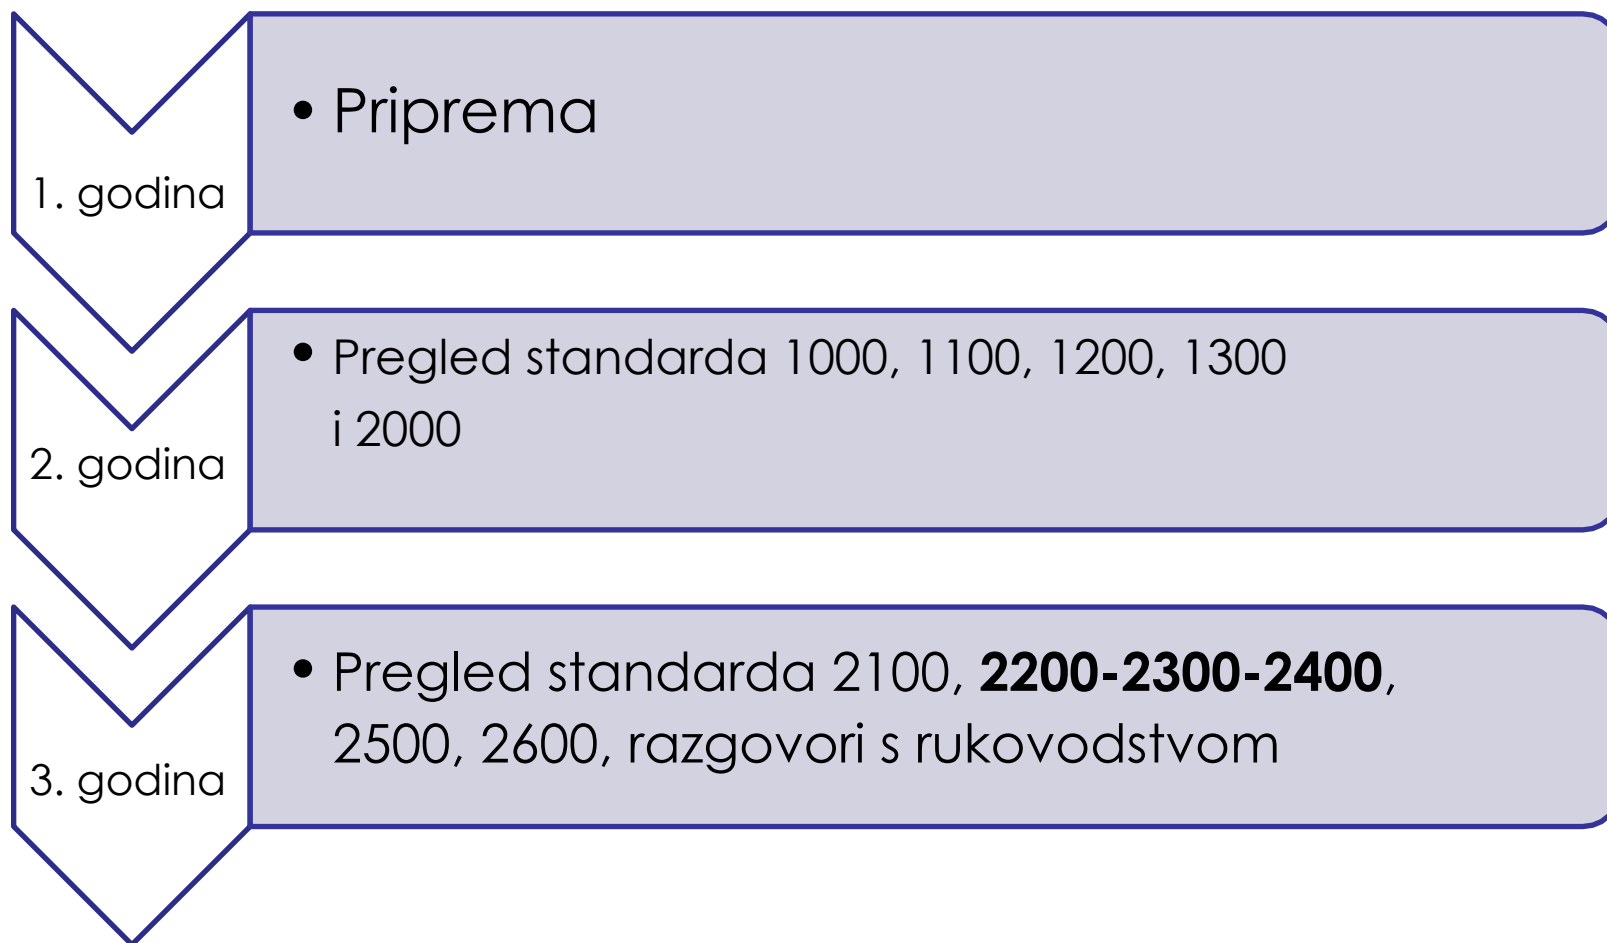 1. godina
• Priprema
2. godina
• Pregled standarda 1000, 1100, 1200, 1300
i 2000
3. godina
• Pregled standarda 2100, 2200-2300-2400,
2500, 2600, razgovori s rukovodstvom